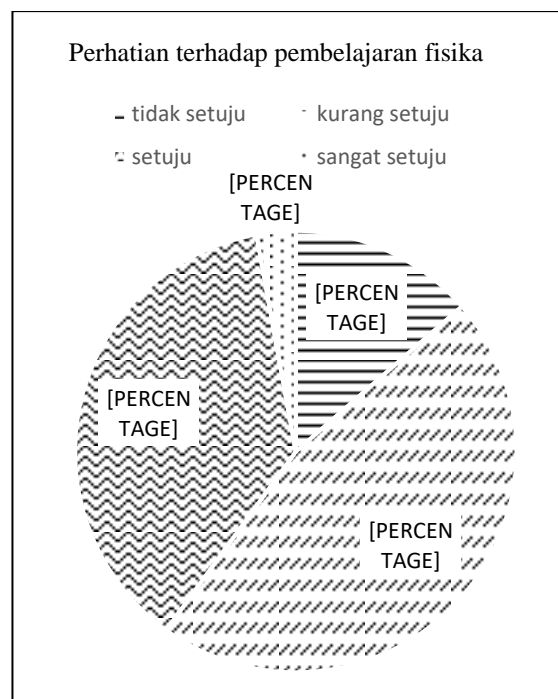 Perhatian terhadap pembelajaran fisika
tidak setuju
kurang setuju
setuju
sangat setuju
[PERCEN
TAGE]
[PERCEN
TAGE]
[PERCEN
TAGE]
[PERCEN
TAGE]